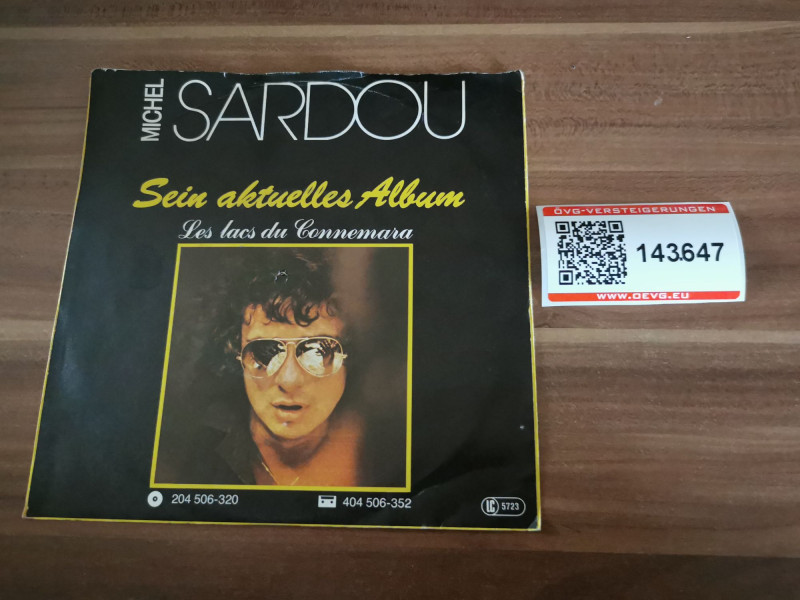 MICHEL
SARDOU
Sein aktuelles Album
Les lacs du Connemara
204 506-320
404 506-352
LC 5723
ÖVG-VERSTEIGERUNGEN
143.647
WWW.OEVG.EU